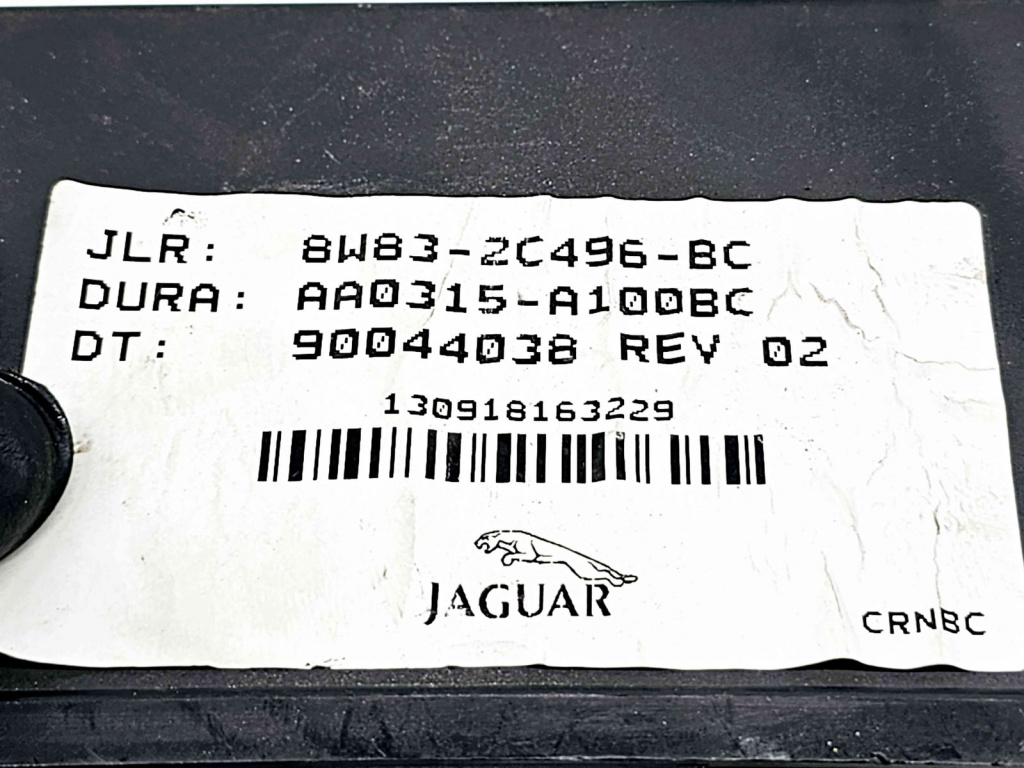 JLR: 8W83-2C496-BC
DURA: AA0315-A100BC
DT: 90044038 REV 02
130918163229
JAGUAR
CRNBC